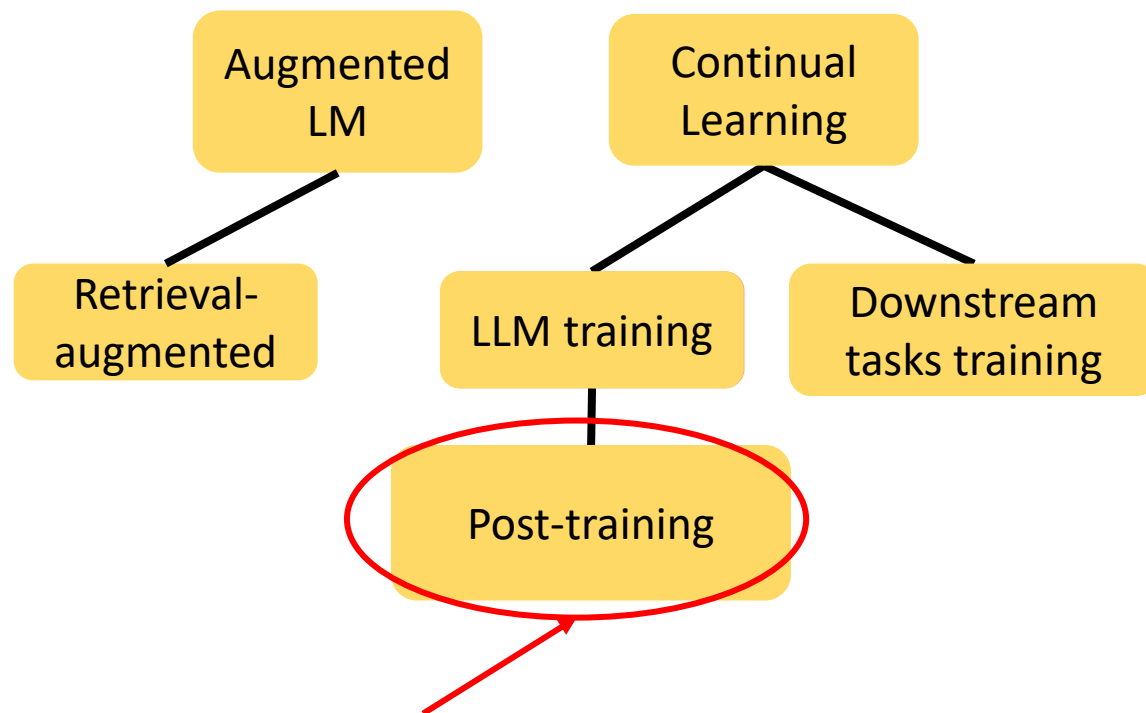 Augmented
LM
Continual
Learning
Retrieval-
augmented
LLM training
Downstream
tasks training
Post-training